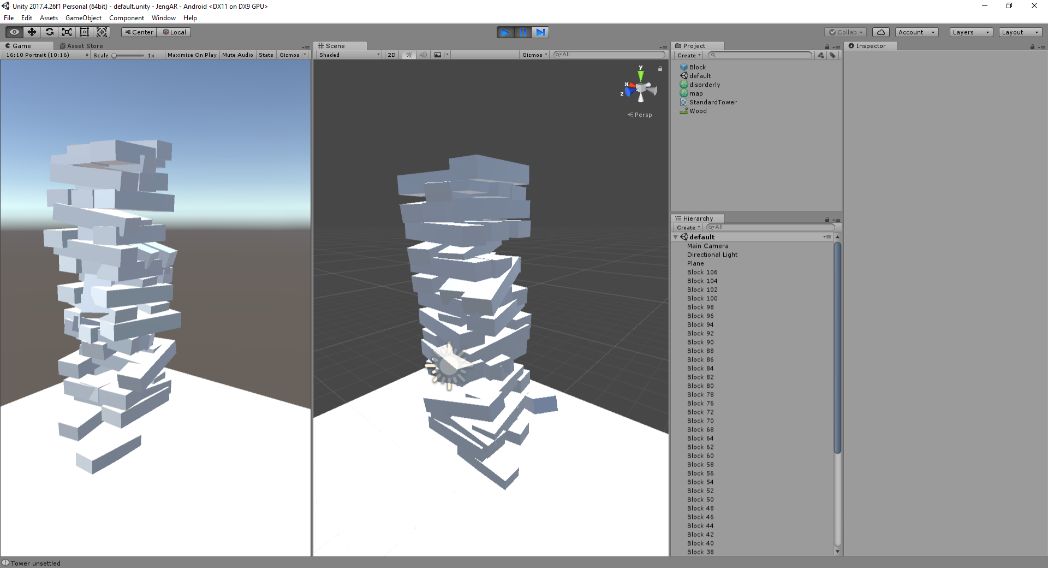 Unity 2017.4.26f1 Personal (64bit) - default.unity - JengAR - Android <DX11 on DX9 GPU>
File Edit Assets GameObject Component Window Help
Center Local Collab Account Layers Layout
Game Asset Store
16:10 Portrait (10:16) Scale 1x Maximise On Play Mute Audio Stats Gizmos
Scene
Shaded 2D Gizmos All
y
x
z
Persp
Project
Create
Block
default
disorderly
map
StandardTower
Wood
Hierarchy
Create All
default
Main Camera
Directional Light
Plane
Block 106
Block 104
Block 102
Block 100
Block 98
Block 96
Block 94
Block 92
Block 90
Block 88
Block 86
Block 84
Block 82
Block 80
Block 78
Block 76
Block 72
Block 70
Block 68
Block 64
Block 62
Block 60
Block 58
Block 56
Block 54
Block 52
Block 50
Block 48
Block 46
Block 44
Block 42
Block 40
Block 38
Inspector
Tower unsettled